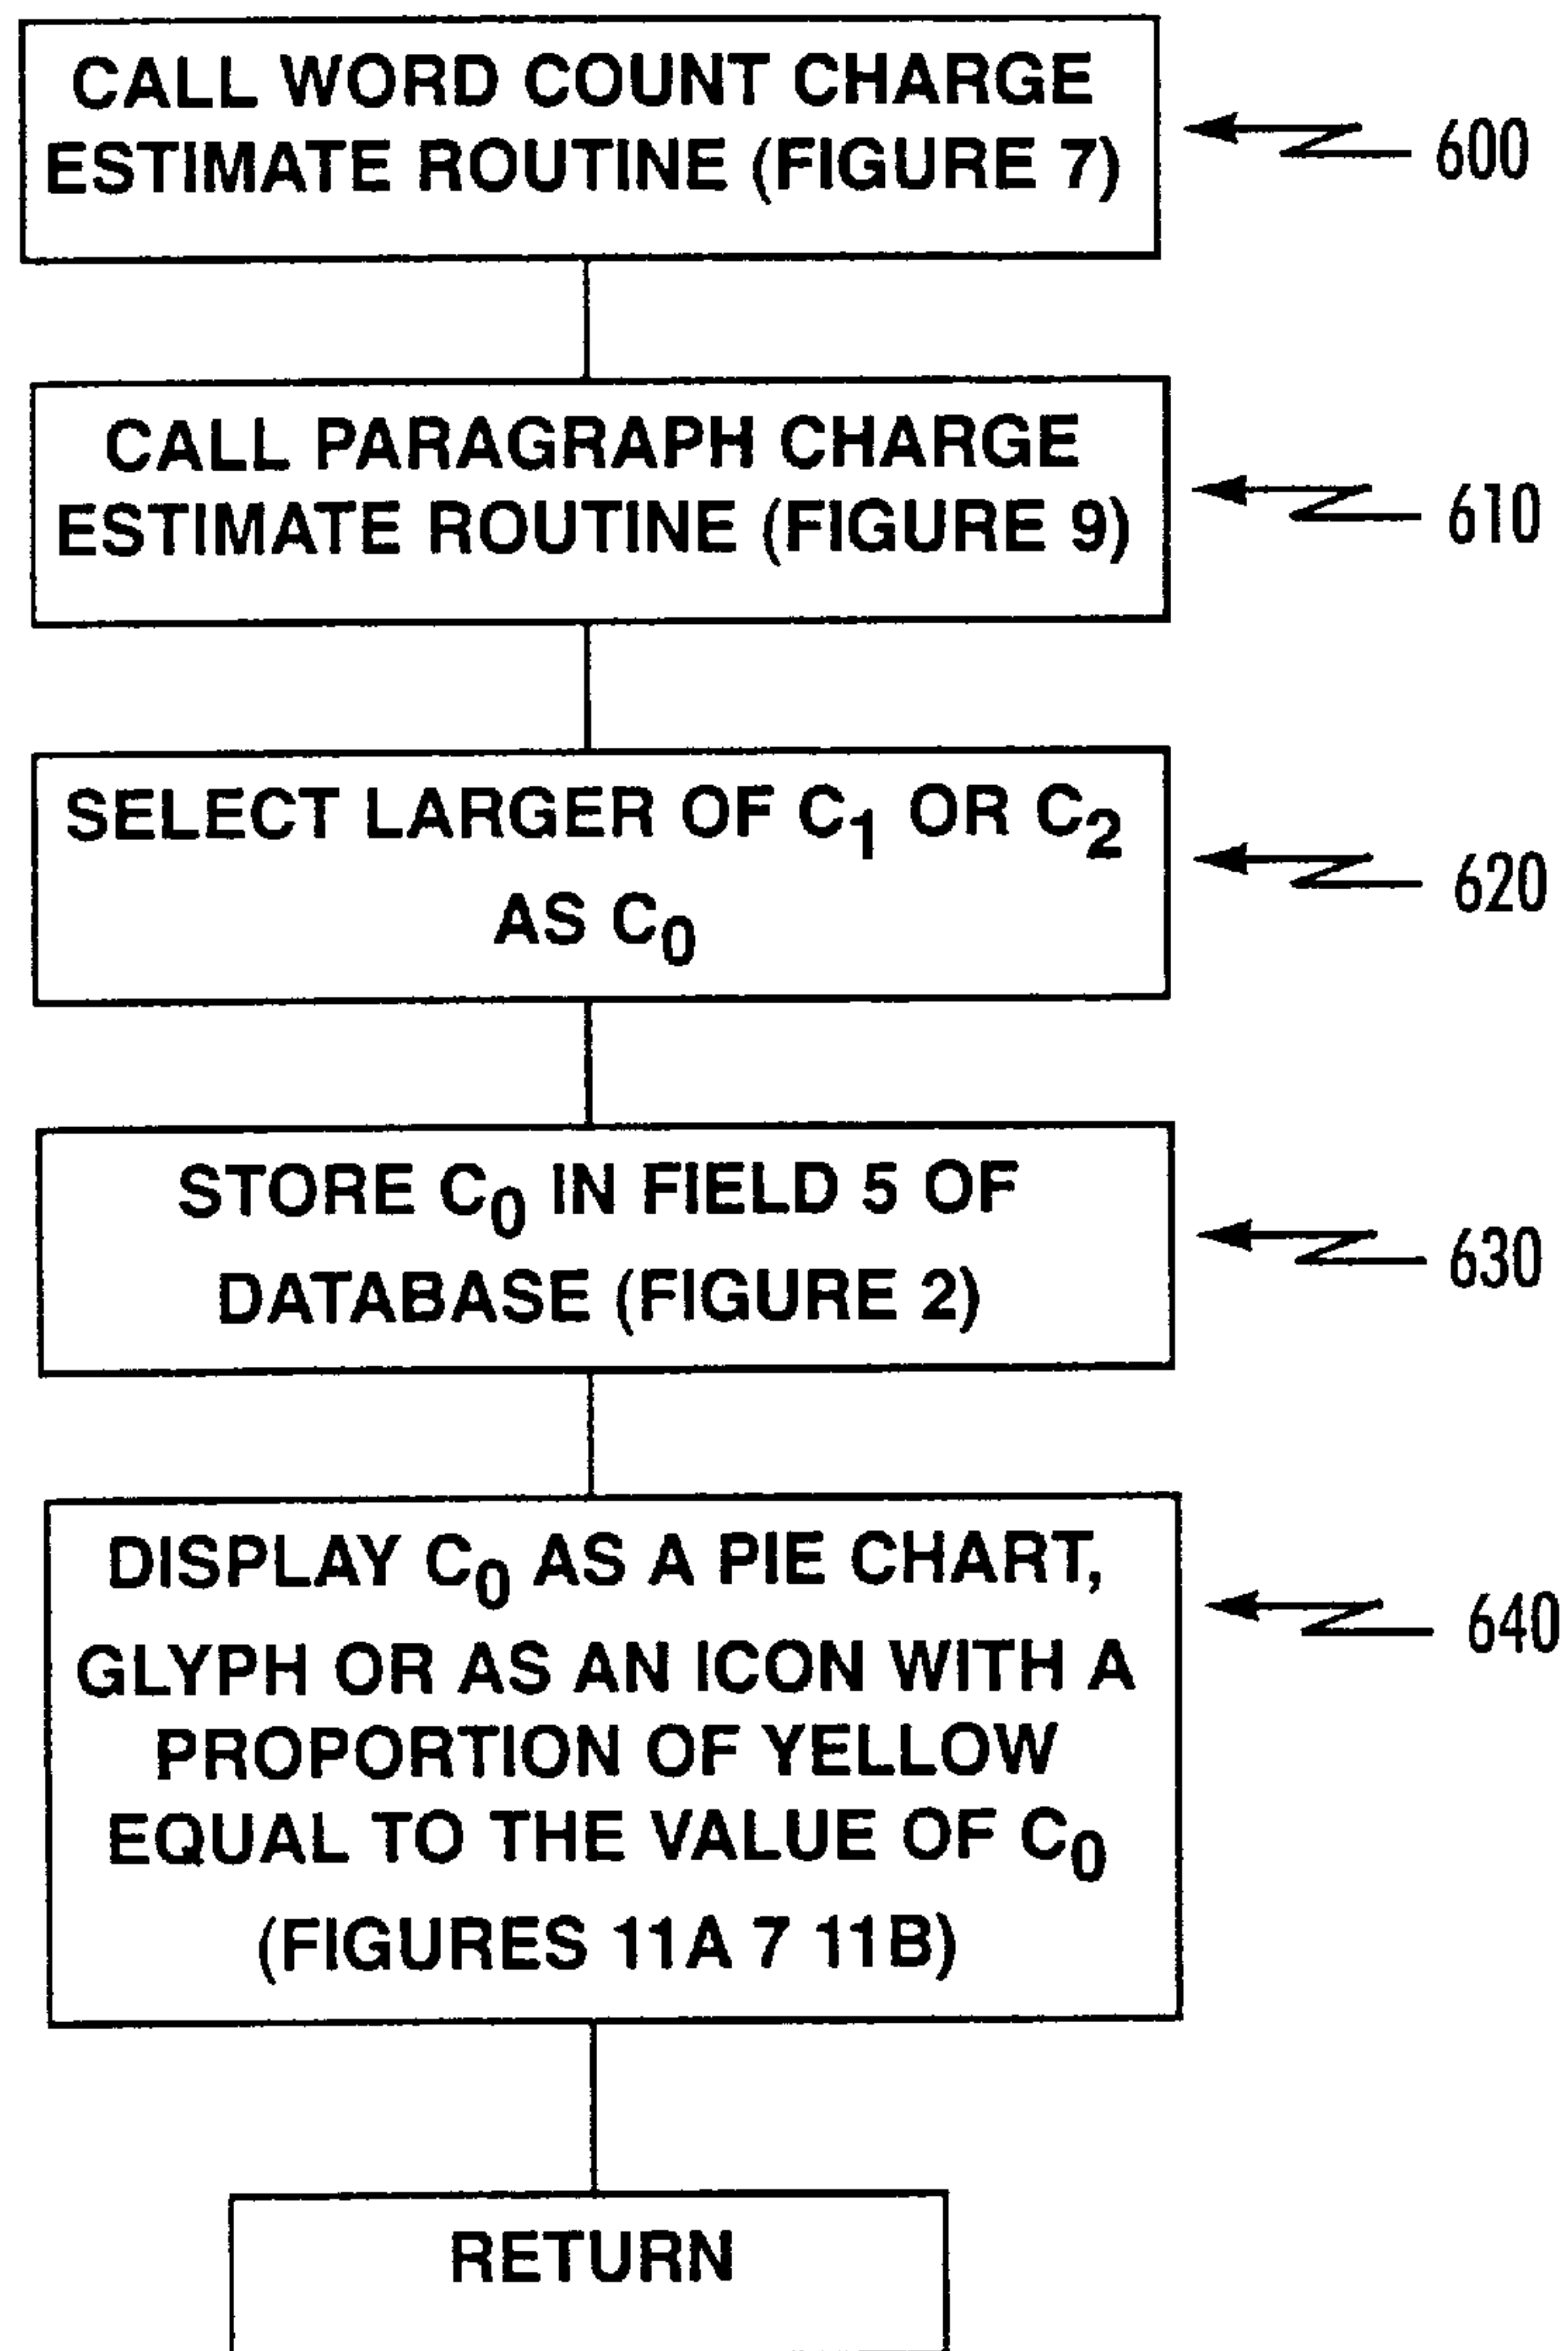 CALL WORD COUNT CHARGE
ESTIMATE ROUTINE (FIGURE 7)
600
CALL PARAGRAPH CHARGE
ESTIMATE ROUTINE (FIGURE 9)
610
SELECT LARGER OF C₁ OR C₂
AS C₀
620
STORE C₀ IN FIELD 5 OF
DATABASE (FIGURE 2)
630
DISPLAY C₀ AS A PIE CHART,
GLYPH OR AS AN ICON WITH A
PROPORTION OF YELLOW
EQUAL TO THE VALUE OF C₀
(FIGURES 11A 7 11B)
640
RETURN